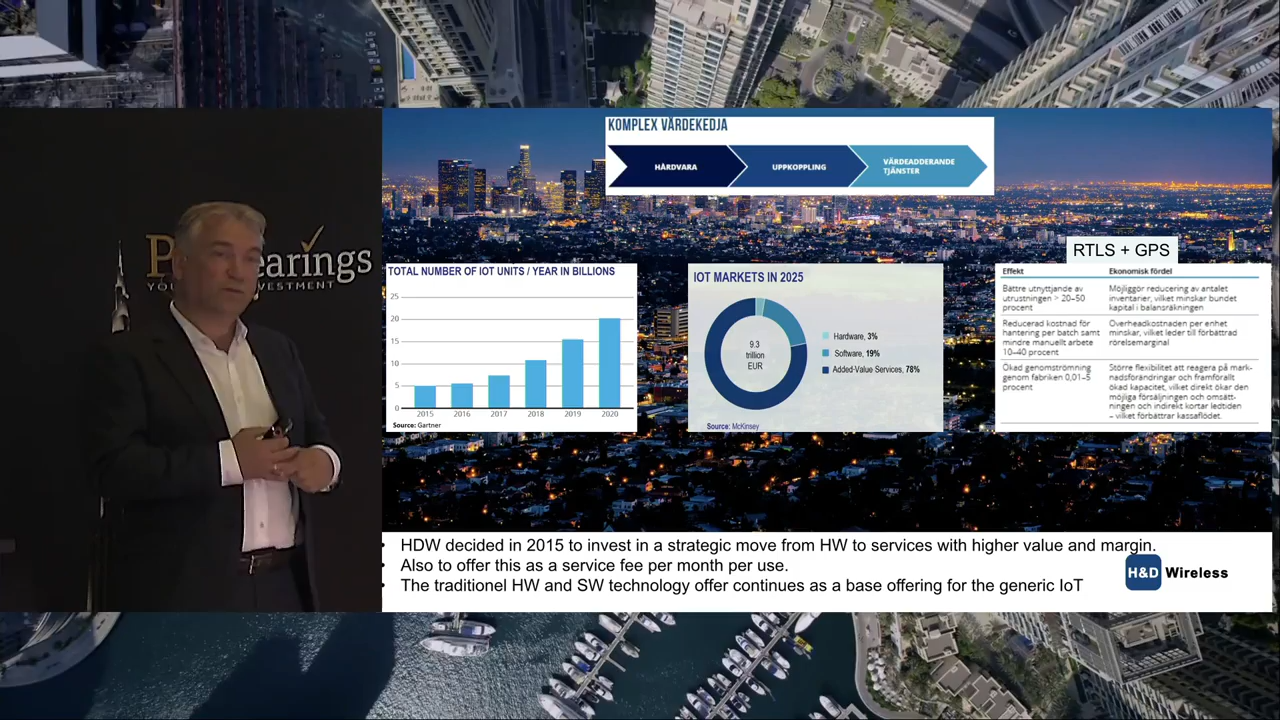 KOMPLEX VÄRDEKEDJA
HÅRDVARA
UPPKOPPLING
VÄRDEADDERANDE
TJÄNSTER
earings
YOU
VESTMENT
RTLS + GPS
TOTAL NUMBER OF IOT UNITS / YEAR IN BILLIONS
25
20
15
10
5
0
2015 2016 2017 2018 2019 2020
Source: Gartner
IOT MARKETS IN 2025
9.3
trillion
EUR
Hardware, 3%
Software, 19%
Added-Value Services, 78%
Source: McKinsey
Effekt Ekonomisk fördel
Bättre utnyttjande av
utrustningen > 20–50
procent
Möjliggör reducering av antalet
inventarier, vilket minskar bundet
kapital i balansräkningen
Reducerad kostnad för
hantering per batch samt
mindre manuellt arbete
10–40 procent
Overheadkostnaden per enhet
minskar, vilket leder till förbättrad
rörelsemarginal
Ökad genomströmning
genom fabriken 0,01–5
procent
Större flexibilitet att reagera på mark-
nadsförändringar och framförallt
ökad kapacitet, vilket direkt ökar den
möjliga försäljningen och omsätt-
ningen och indirekt kortar ledtiden
– vilket förbättrar kassaflödet.
• HDW decided in 2015 to invest in a strategic move from HW to services with higher value and margin.
• Also to offer this as a service fee per month per use.
• The traditionel HW and SW technology offer continues as a base offering for the generic IoT
H&D Wireless